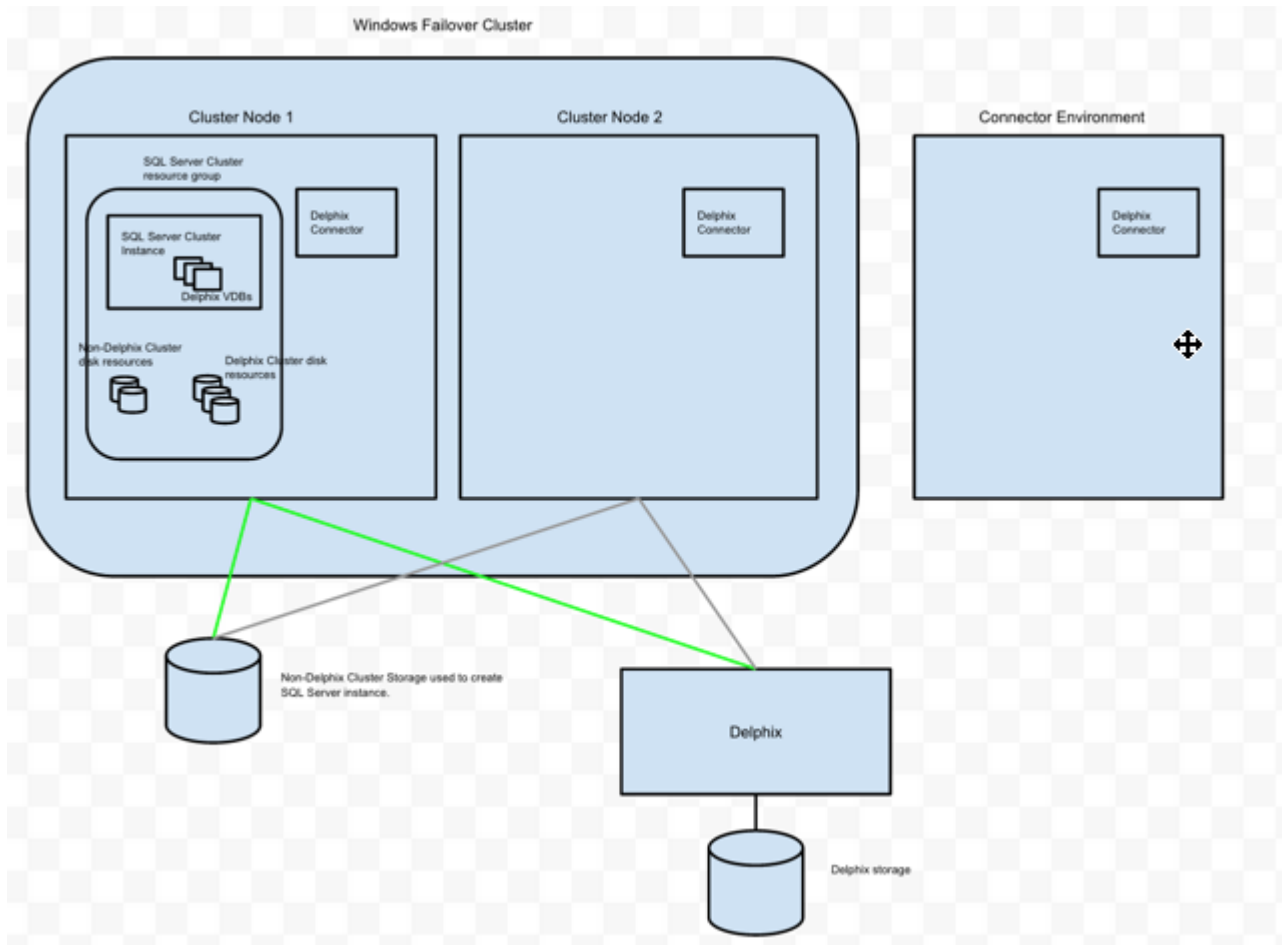 Windows Failover Cluster
Cluster Node 1
Cluster Node 2
Connector Environment
SQL Server Cluster
resource group
SQL Server Cluster
Instance
Delphix VDBs
Delphix
Connector
Delphix
Connector
Delphix
Connector
Non-Delphix Cluster
disk resources
Delphix Cluster disk
resources
Non-Delphix Cluster Storage used to create
SQL Server instance.
Delphix
Delphix storage